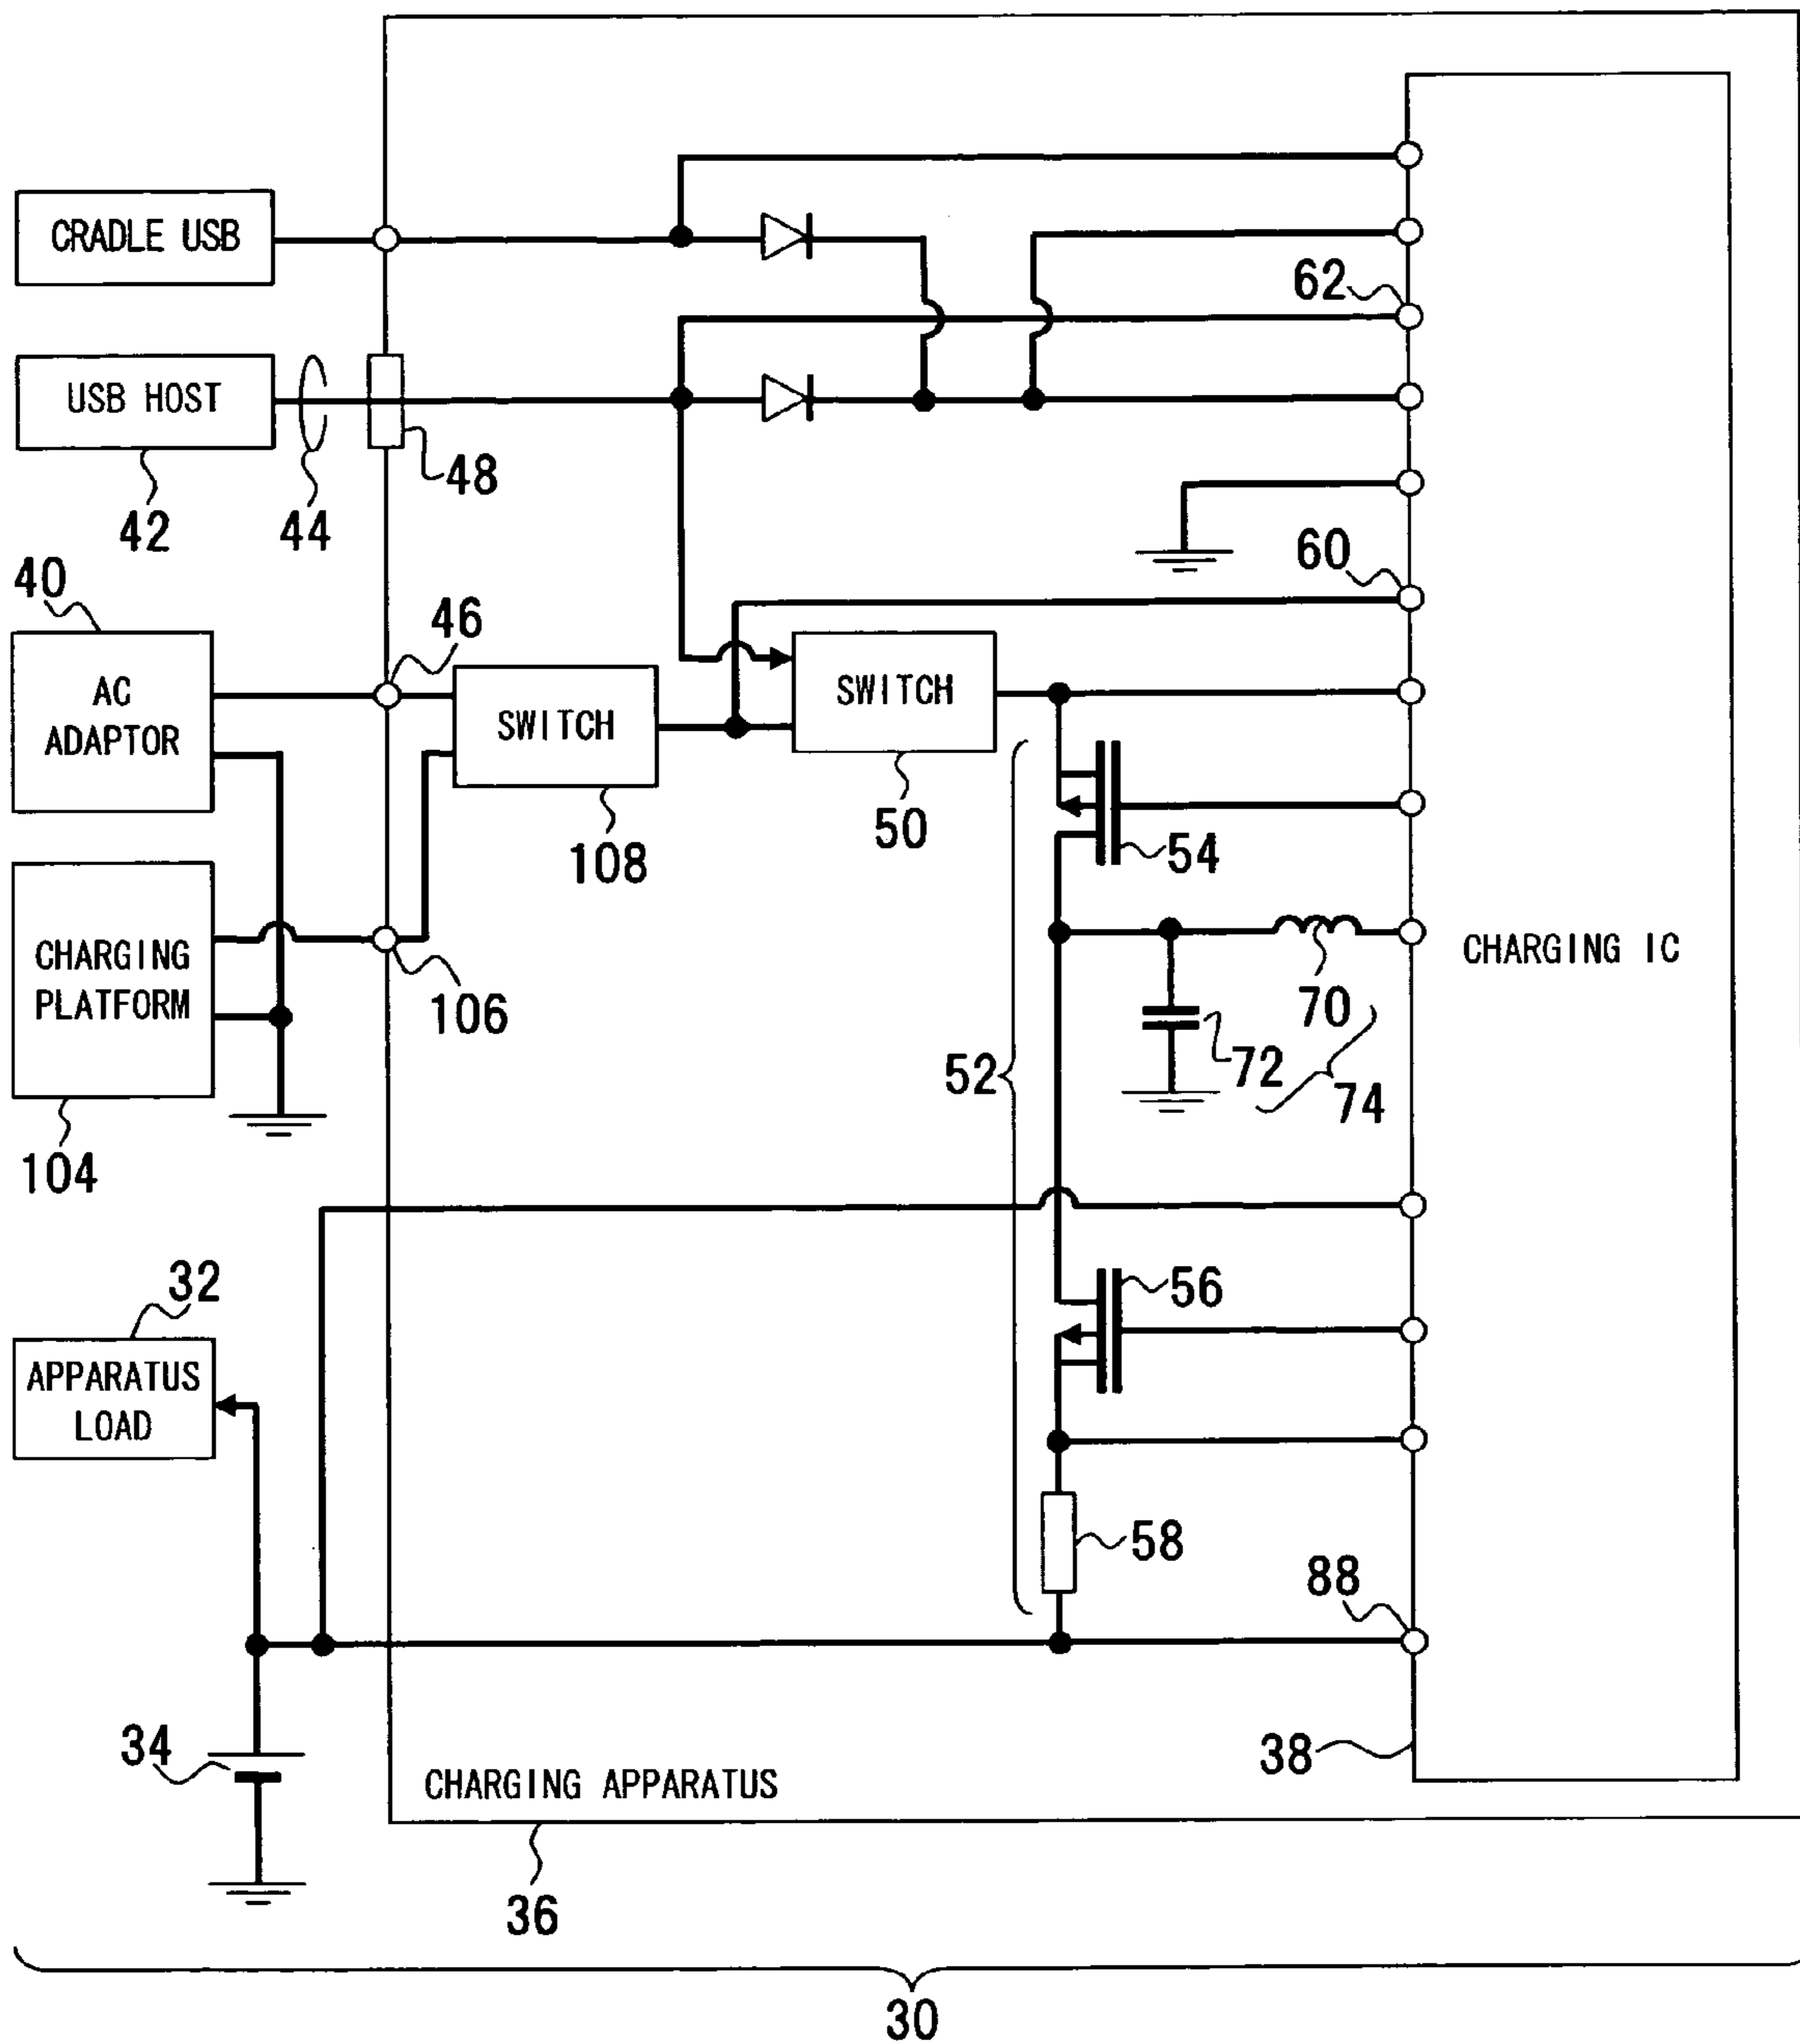 CRADLE USB
62
USB HOST
48
42
44
60
40
46
AC
ADAPTOR
SWITCH
SWITCH
50
54
108
CHARGING
PLATFORM
CHARGING IC
106
70
72
52
74
104
32
56
APPARATUS
LOAD
58
88
34
38
CHARGING APPARATUS
36
30